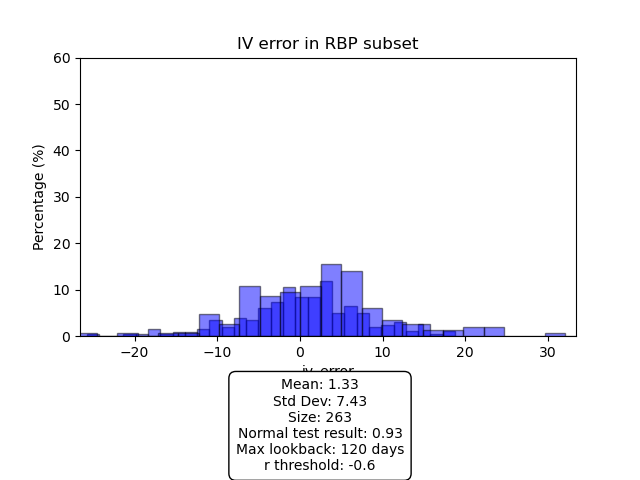 IV error in RBP subset
60
50
40
30
20
10
0
Percentage (%)
−20
−10
0
10
20
30
iv_error
Mean: 1.33
Std Dev: 7.43
Size: 263
Normal test result: 0.93
Max lookback: 120 days
r threshold: -0.6